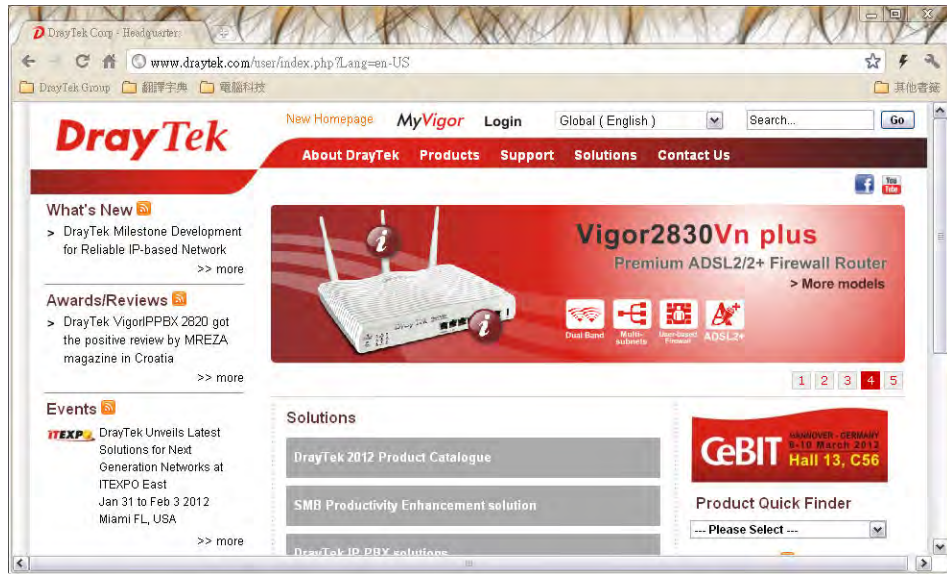 DrayTek Corp - Headquarter:
www.draytek.com/user/index.php?Lang=en-US
DrayTek Group 翻譯字典 電腦科技 其他書籤
DrayTek
New Homepage MyVigor Login Global ( English ) Search... Go
About DrayTek Products Support Solutions Contact Us
You Tube
What's New
> DrayTek Milestone Development
for Reliable IP-based Network
>> more
Awards/Reviews
> DrayTek VigorIPPBX 2820 got
the positive review by MREZA
magazine in Croatia
>> more
Events
ITEXPO DrayTek Unveils Latest
Solutions for Next
Generation Networks at
ITEXPO East
Jan 31 to Feb 3 2012
Miami FL, USA
>> more
Vigor2830Vn plus
Premium ADSL2/2+ Firewall Router
> More models
Dual Band Multi-subnets User-based Firewall ADSL2+
DrayTek
1 2 3 4 5
Solutions
DrayTek 2012 Product Catalogue
SMB Productivity Enhancement solution
DrayTek IP PBX solutions
CeBIT
HANNOVER - GERMANY
6-10 March 2012
Hall 13, C56
Product Quick Finder
--- Please Select ---